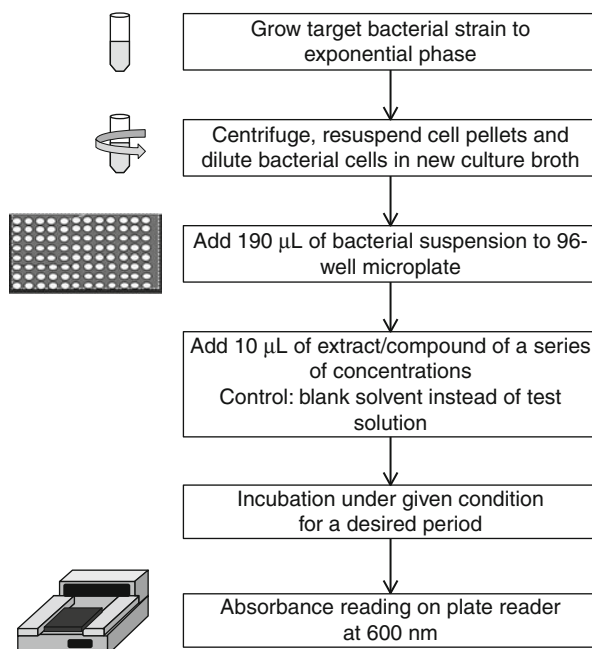 Grow target bacterial strain to
exponential phase
Centrifuge, resuspend cell pellets and
dilute bacterial cells in new culture broth
Add 190 μL of bacterial suspension to 96-
well microplate
Add 10 μL of extract/compound of a series
of concentrations
Control: blank solvent instead of test
solution
Incubation under given condition
for a desired period
Absorbance reading on plate reader
at 600 nm